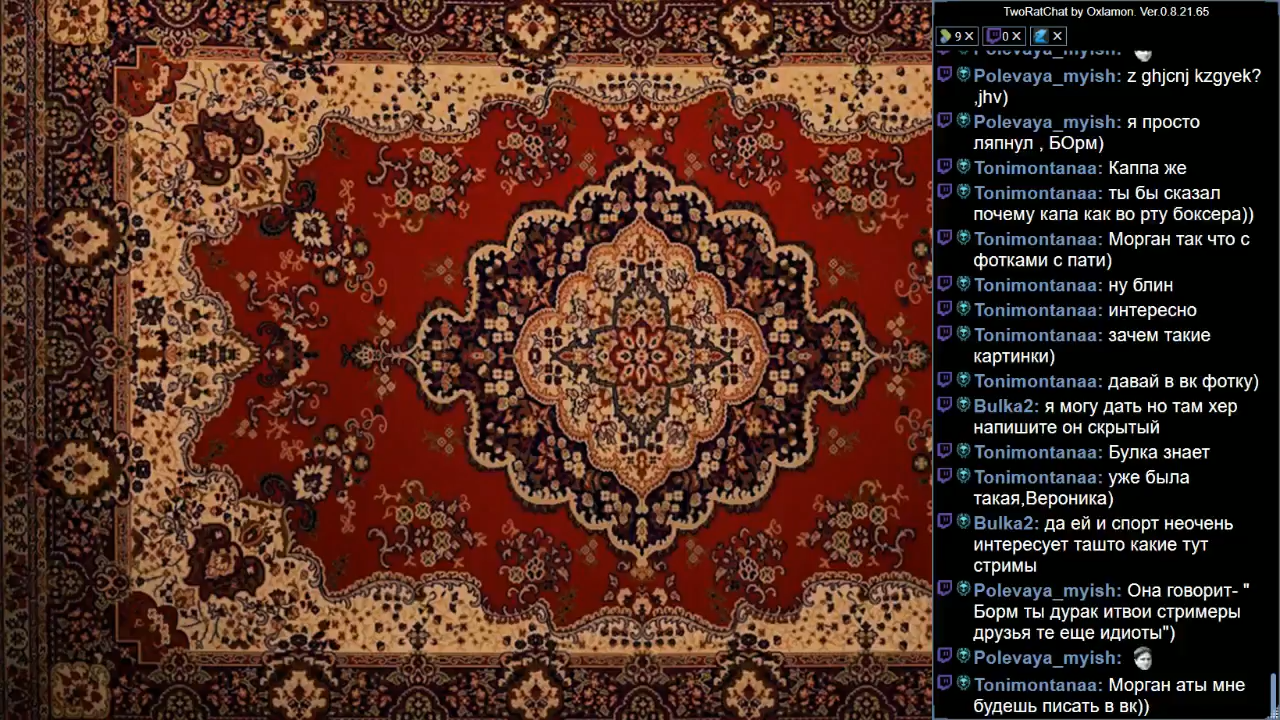 TwoRatChat by Oxlamon. Ver.0.8.21.65
9 X 0 X X
Polevaya_myish:
Polevaya_myish: z ghjcnj kzgyek?
,jhv)
Polevaya_myish: я просто
ляпнул , БОрм)
Tonimontanaa: Каппа же
Tonimontanaa: ты бы сказал
почему капа как во рту боксера))
Tonimontanaa: Морган так что с
фотками с пати)
Tonimontanaa: ну блин
Tonimontanaa: интересно
Tonimontanaa: зачем такие
картинки)
Tonimontanaa: давай в вк фотку)
Bulka2: я могу дать но там хер
напишите он скрытый
Tonimontanaa: Булка знает
Tonimontanaa: уже была
такая,Вероника)
Bulka2: да ей и спорт неочень
интересует ташто какие тут
стримы
Polevaya_myish: Она говорит- "
Борм ты дурак итвои стримеры
друзья те еще идиоты")
Polevaya_myish:
Tonimontanaa: Морган аты мне
будешь писать в вк))